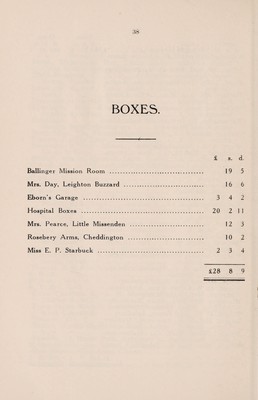 38
BOXES.
£ s. d.
Ballinger Mission Room .................................. 19 5
Mrs. Day, Leighton Buzzard ............................. 16 6
Eborn's Garage ............................................ 3 4 2
Hospital Boxes ............................................ 20 2 11
Mrs. Pearce, Little Missenden ........................... 12 3
Rosebery Arms, Cheddington ............................ 10 2
Miss E. P. Starbuck ...................................... 2 3 4
£28 8 9